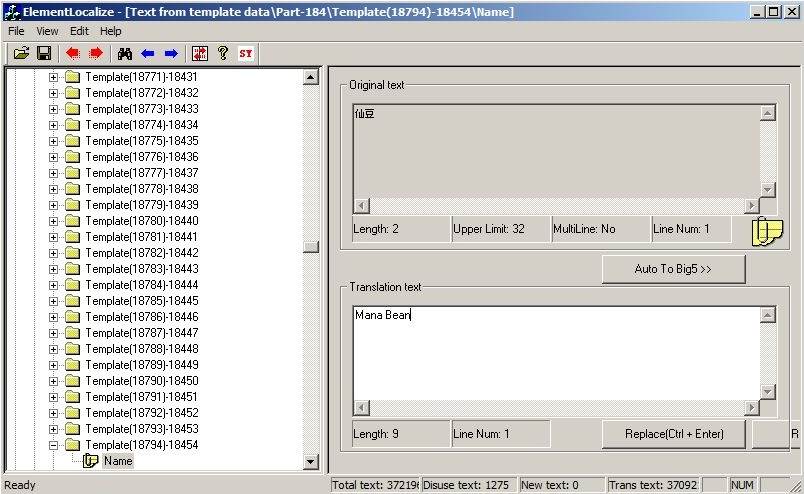 ElementLocalize - [Text from template data\Part-184\Template(18794)-18454\Name]
File View Edit Help
SY
Template(18771)-18431
Template(18772)-18432
Template(18773)-18433
Template(18774)-18434
Template(18775)-18435
Template(18776)-18436
Template(18777)-18437
Template(18778)-18438
Template(18779)-18439
Template(18780)-18440
Template(18781)-18441
Template(18782)-18442
Template(18783)-18443
Template(18784)-18444
Template(18785)-18445
Template(18786)-18446
Template(18787)-18447
Template(18788)-18448
Template(18789)-18449
Template(18790)-18450
Template(18791)-18451
Template(18792)-18452
Template(18793)-18453
Template(18794)-18454
Name
Original text
仙豆
Length: 2 Upper Limit: 32 MultiLine: No Line Num: 1
Auto To Big5 >>
Translation text
Mana Bean
Length: 9 Line Num: 1 Replace(Ctrl + Enter) R
Ready Total text: 372196 Disuse text: 1275 New text: 0 Trans text: 37092 NUM